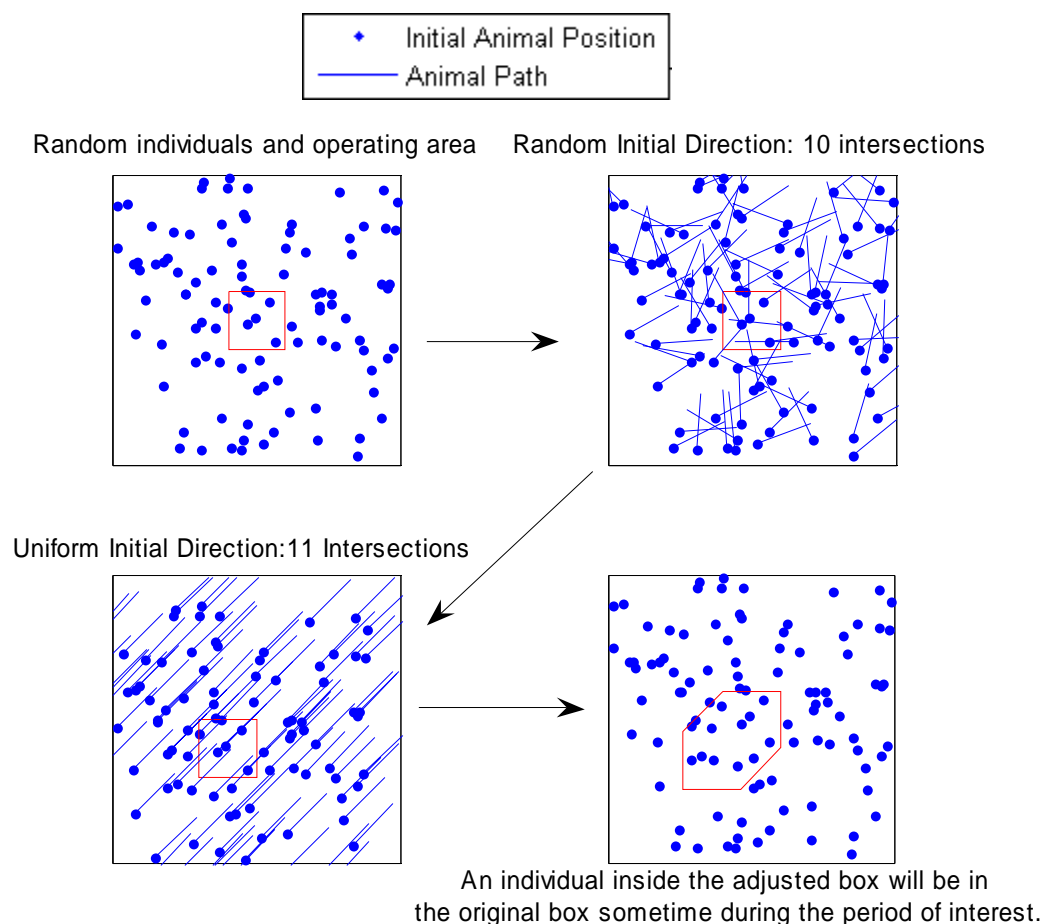 Initial Animal Position
Animal Path
Random individuals and operating area
Random Initial Direction: 10 intersections
Uniform Initial Direction:11 Intersections
An individual inside the adjusted box will be in
the original box sometime during the period of interest.